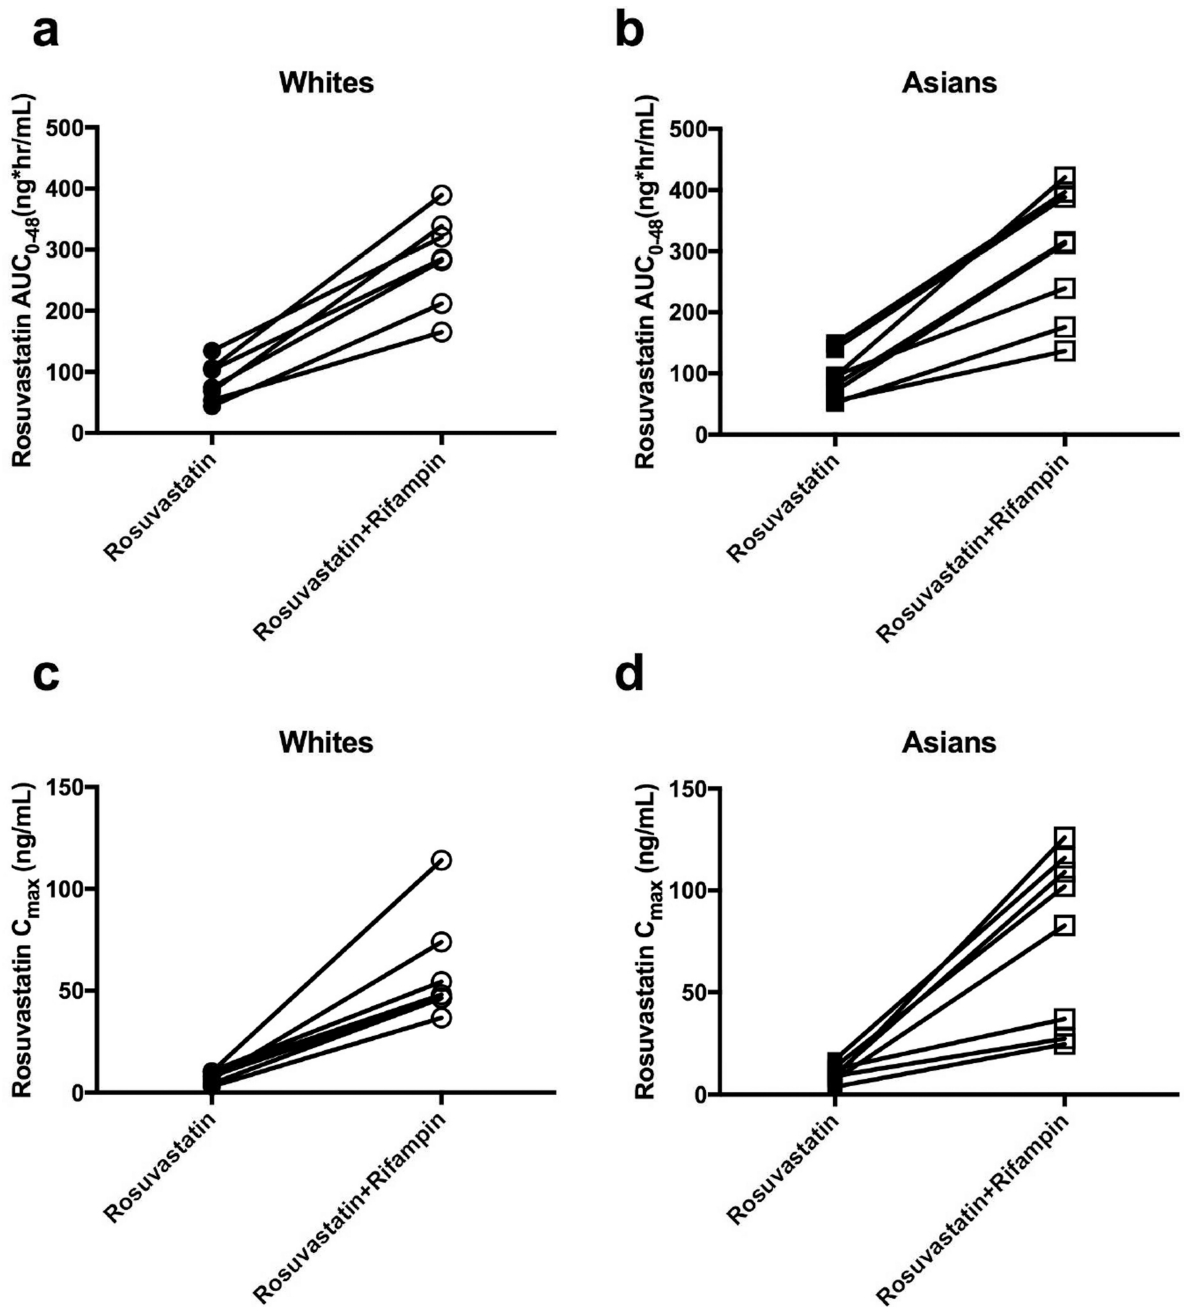 a
Whites
Rosuvastatin AUC0-48(ng*hr/mL)
500
400
300
200
100
0
Rosuvastatin
Rosuvastatin+Rifampin
b
Asians
Rosuvastatin AUC0-48(ng*hr/mL)
500
400
300
200
100
0
Rosuvastatin
Rosuvastatin+Rifampin
c
Whites
Rosuvastatin Cmax (ng/mL)
150
100
50
0
Rosuvastatin
Rosuvastatin+Rifampin
d
Asians
Rosuvastatin Cmax (ng/mL)
150
100
50
0
Rosuvastatin
Rosuvastatin+Rifampin